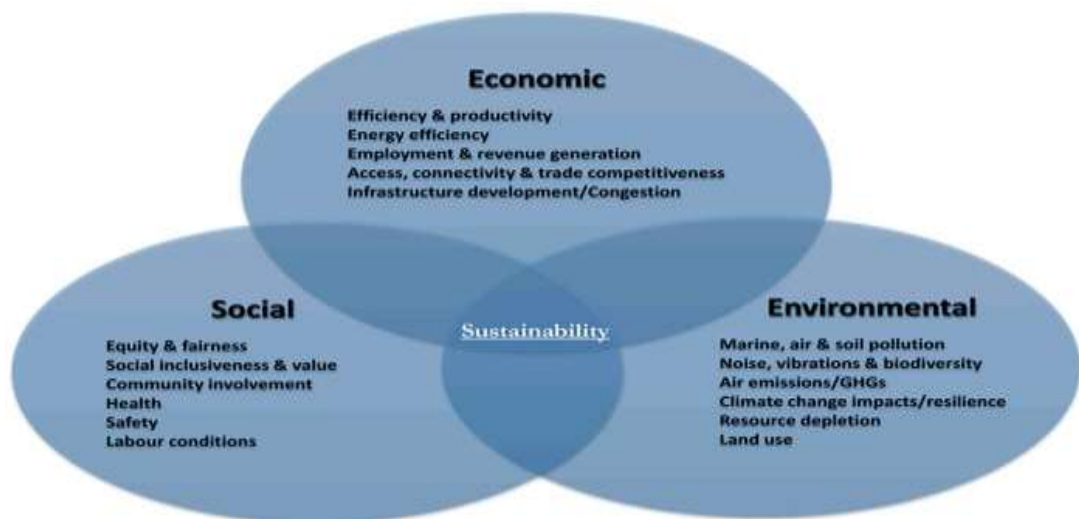 Economic
Efficiency & productivity
Energy efficiency
Employment & revenue generation
Access, connectivity & trade competitiveness
Infrastructure development/Congestion
Social
Equity & fairness
Social inclusiveness & value
Community involvement
Health
Safety
Labour conditions
Sustainability
Environmental
Marine, air & soil pollution
Noise, vibrations & biodiversity
Air emissions/GHGs
Climate change impacts/resilience
Resource depletion
Land use